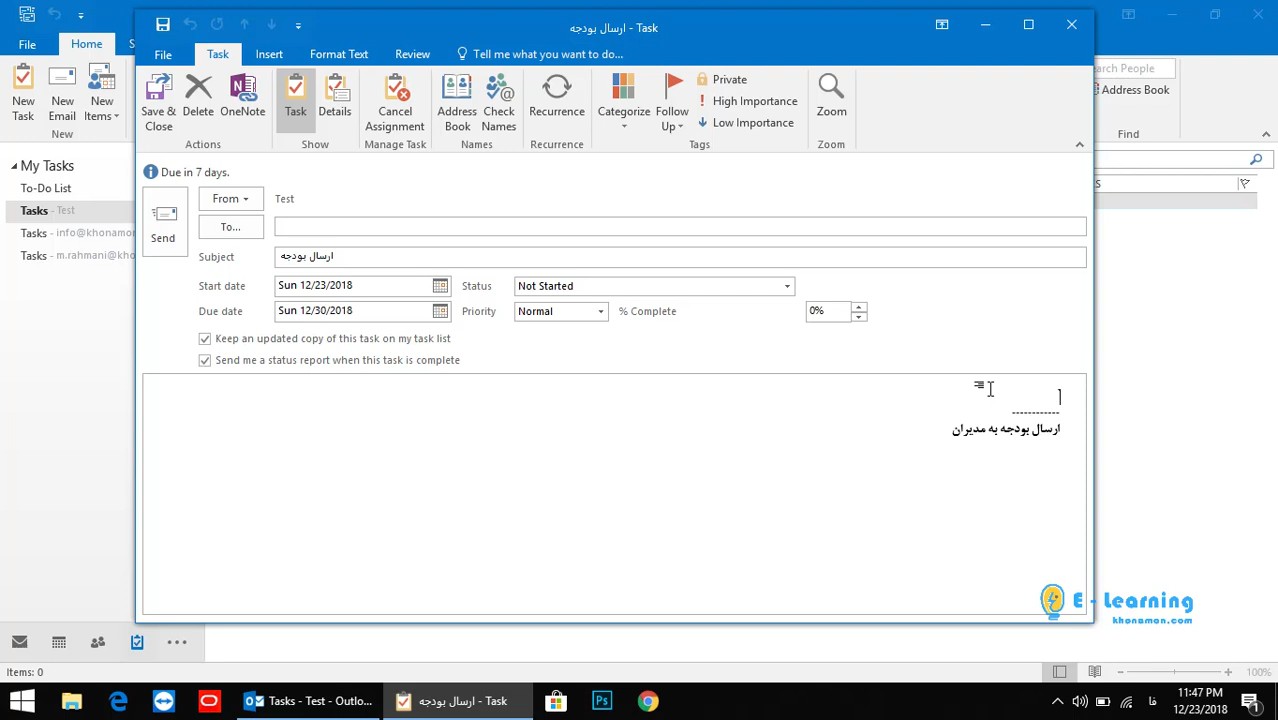 ارسال بودجه - Task
File
Home
S
File
Task
Insert
Format Text
Review
Tell me what you want to do...
New Task
New Email
New Items
New
Save & Close
Delete
OneNote
Actions
Task
Details
Show
Cancel Assignment
Manage Task
Address Book
Check Names
Names
Recurrence
Recurrence
Categorize
Follow Up
Private
High Importance
Low Importance
Tags
Zoom
Zoom
earch People
Address Book
Find
My Tasks
To-Do List
Tasks - Test
Tasks - info@khonamon
Tasks - m.rahmani@kho
Due in 7 days.
Send
From
Test
To...
Subject
ارسال بودجه
Start date
Sun 12/23/2018
Status
Not Started
Due date
Sun 12/30/2018
Priority
Normal
% Complete
0%
Keep an updated copy of this task on my task list
Send me a status report when this task is complete
------------
ارسال بودجه به مدیران
E - Learning
khonamon.com
Items: 0
100%
Tasks - Test - Outlo...
ارسال بودجه - Task
Ps
فا
11:47 PM
12/23/2018
1